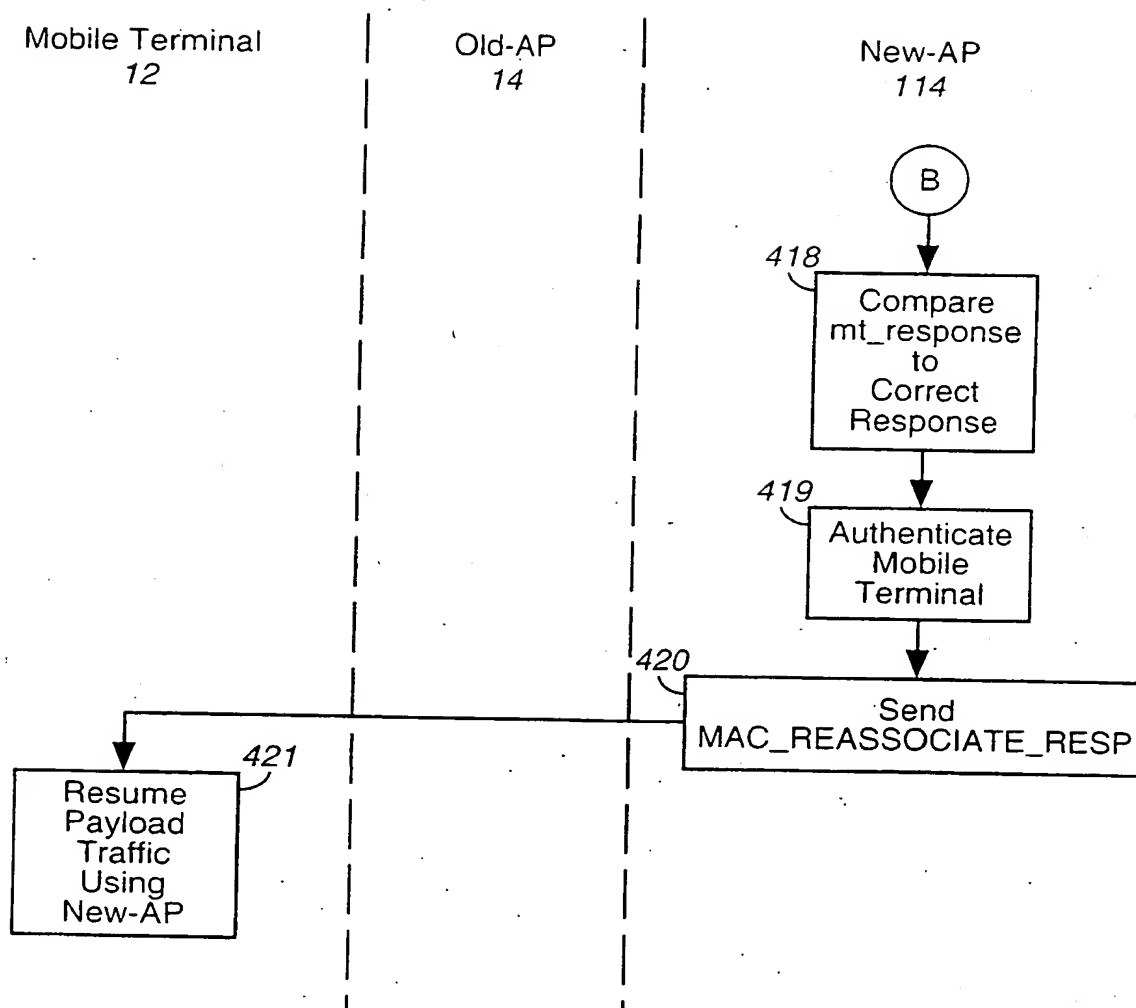 Mobile Terminal
12
Old-AP
14
New-AP
114
B
418
Compare
mt_response
to
Correct
Response
419
Authenticate
Mobile
Terminal
420
Send
MAC_REASSOCIATE_RESP
421
Resume
Payload
Traffic
Using
New-AP